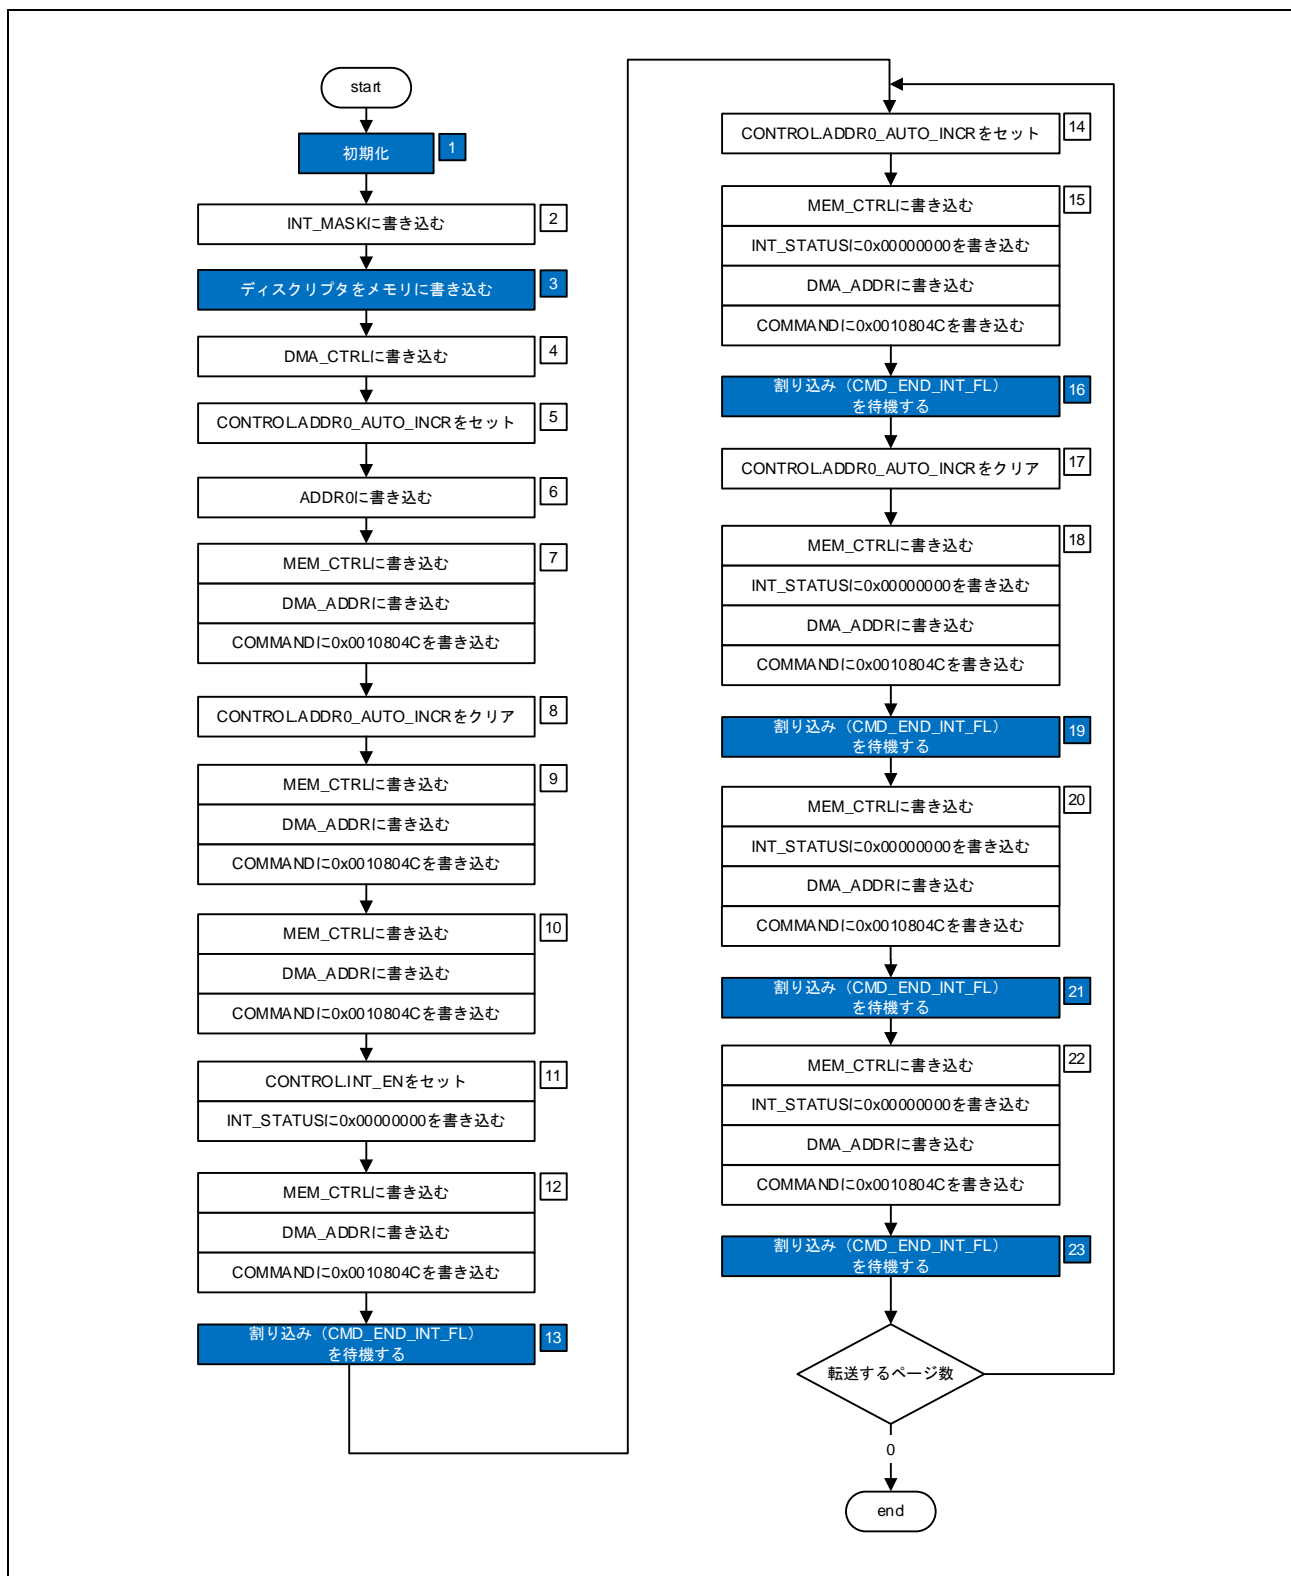 start
初期化
1
INT_MASKに書き込む
2
ディスクリプタをメモリに書き込む
3
DMA_CTRLに書き込む
4
CONTROL.ADDR0_AUTO_INCRをセット
5
ADDR0に書き込む
6
MEM_CTRLに書き込む
7
DMA_ADDRに書き込む
COMMANDに0x0010804Cを書き込む
CONTROL.ADDR0_AUTO_INCRをクリア
8
MEM_CTRLに書き込む
9
DMA_ADDRに書き込む
COMMANDに0x0010804Cを書き込む
MEM_CTRLに書き込む
10
DMA_ADDRに書き込む
COMMANDに0x0010804Cを書き込む
CONTROL.INT_ENをセット
11
INT_STATUSに0x00000000を書き込む
MEM_CTRLに書き込む
12
DMA_ADDRに書き込む
COMMANDに0x0010804Cを書き込む
割り込み（CMD_END_INT_FL）
を待機する
13
CONTROL.ADDR0_AUTO_INCRをセット
14
MEM_CTRLに書き込む
15
INT_STATUSに0x00000000を書き込む
DMA_ADDRに書き込む
COMMANDに0x0010804Cを書き込む
割り込み（CMD_END_INT_FL）
を待機する
16
CONTROL.ADDR0_AUTO_INCRをクリア
17
MEM_CTRLに書き込む
18
INT_STATUSに0x00000000を書き込む
DMA_ADDRに書き込む
COMMANDに0x0010804Cを書き込む
割り込み（CMD_END_INT_FL）
を待機する
19
MEM_CTRLに書き込む
20
INT_STATUSに0x00000000を書き込む
DMA_ADDRに書き込む
COMMANDに0x0010804Cを書き込む
割り込み（CMD_END_INT_FL）
を待機する
21
MEM_CTRLに書き込む
22
INT_STATUSに0x00000000を書き込む
DMA_ADDRに書き込む
COMMANDに0x0010804Cを書き込む
割り込み（CMD_END_INT_FL）
を待機する
23
転送するページ数
0
end